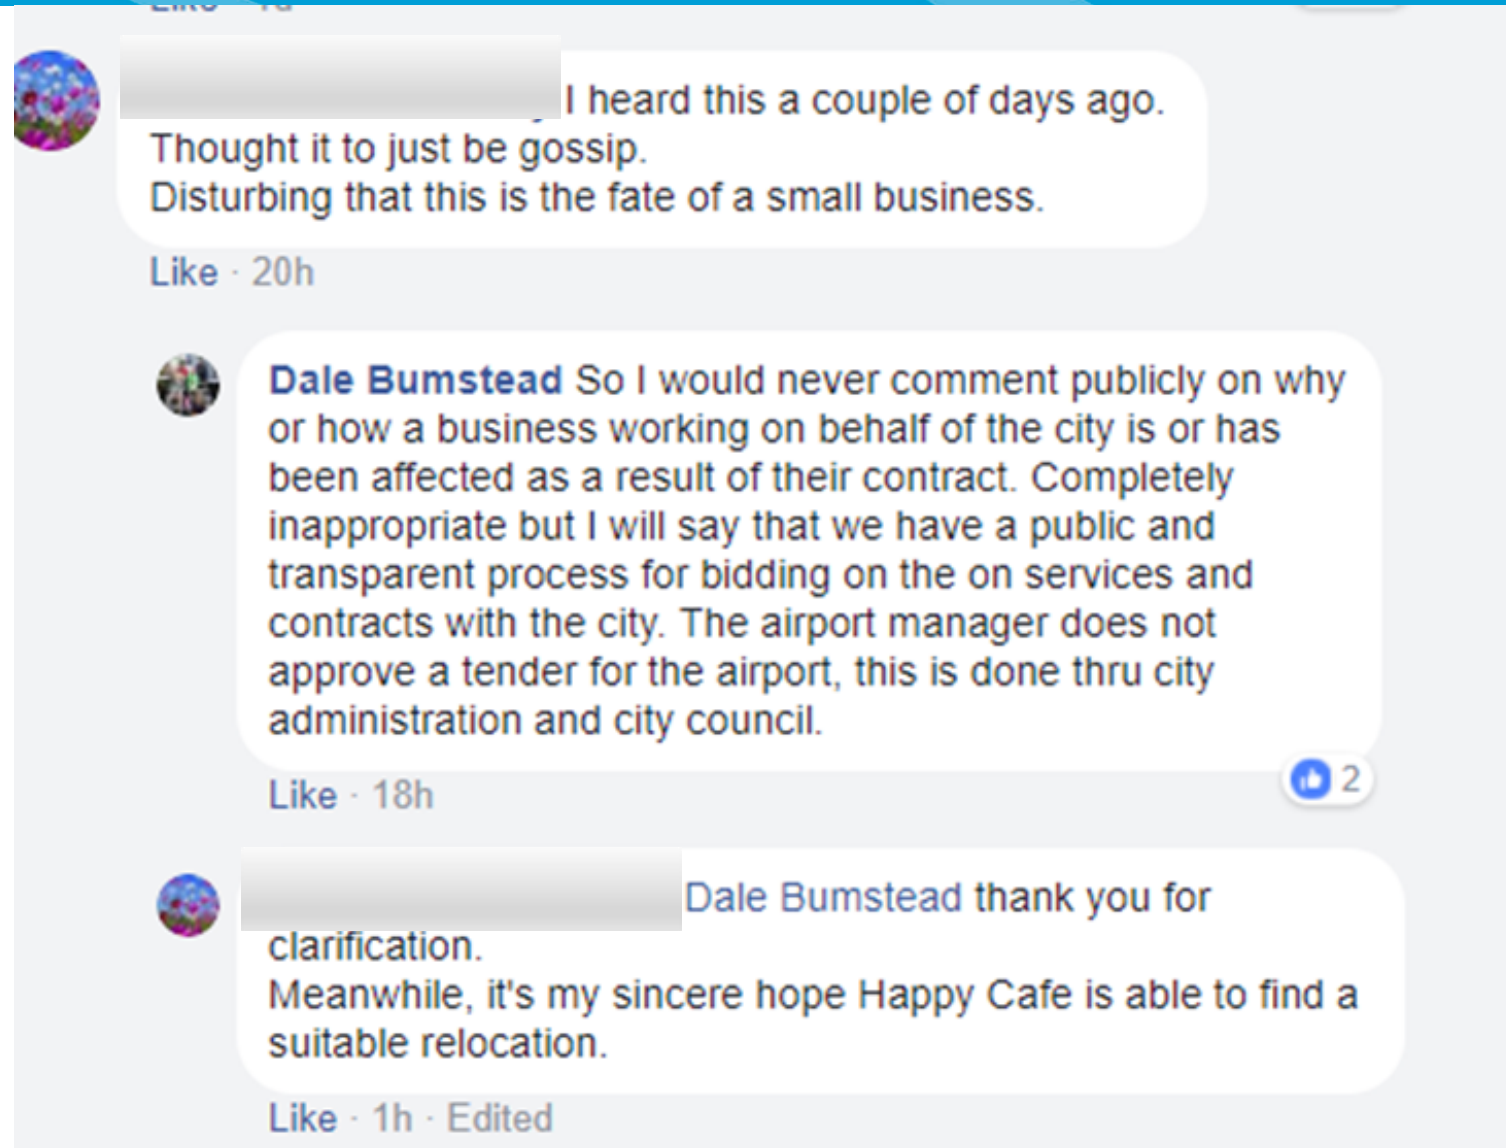 I heard this a couple of days ago.
Thought it to just be gossip.
Disturbing that this is the fate of a small business.
Like · 20h
Dale Bumstead So I would never comment publicly on why
or how a business working on behalf of the city is or has
been affected as a result of their contract. Completely
inappropriate but I will say that we have a public and
transparent process for bidding on the on services and
contracts with the city. The airport manager does not
approve a tender for the airport, this is done thru city
administration and city council.
Like · 18h
2
Dale Bumstead thank you for
clarification.
Meanwhile, it's my sincere hope Happy Cafe is able to find a
suitable relocation.
Like · 1h · Edited